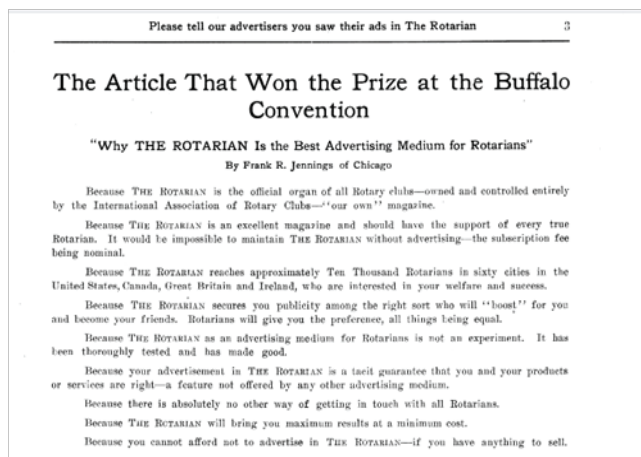 Please tell our advertisers you saw their ads in The Rotarian 3
The Article That Won the Prize at the Buffalo
Convention
"Why THE ROTARIAN Is the Best Advertising Medium for Rotarians"
By Frank R. Jennings of Chicago
Because THE ROTARIAN is the official organ of all Rotary clubs—owned and controlled entirely
by the International Association of Rotary Clubs—"our own" magazine.
Because THE ROTARIAN is an excellent magazine and should have the support of every true
Rotarian. It would be impossible to maintain THE ROTARIAN without advertising—the subscription fee
being nominal.
Because THE ROTARIAN reaches approximately Ten Thousand Rotarians in sixty cities in the
United States, Canada, Great Britain and Ireland, who are interested in your welfare and success.
Because THE ROTARIAN secures you publicity among the right sort who will "boost" for you
and become your friends. Rotarians will give you the preference, all things being equal.
Because THE ROTARIAN as an advertising medium for Rotarians is not an experiment. It has
been thoroughly tested and has made good.
Because your advertisement in THE ROTARIAN is a tacit guarantee that you and your products
or services are right—a feature not offered by any other advertising medium.
Because there is absolutely no other way of getting in touch with all Rotarians.
Because THE ROTARIAN will bring you maximum results at a minimum cost.
Because you cannot afford not to advertise in THE ROTARIAN—if you have anything to sell.